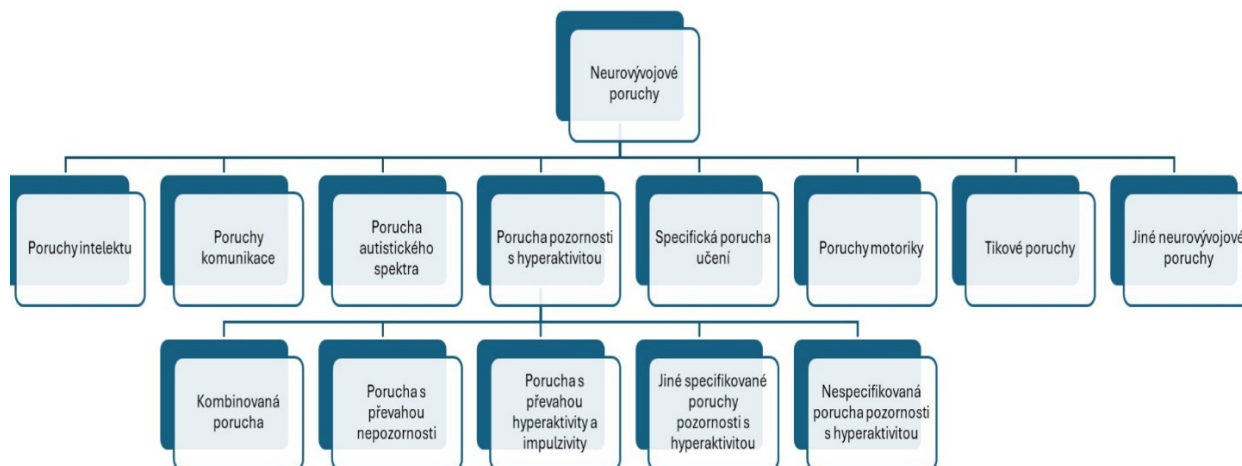 Neurovývojové
poruchy
Poruchy intelektu
Poruchy
komunikace
Porucha
autistického
spektra
Porucha pozornosti
s hyperaktivitou
Specifická porucha
učení
Poruchy motoriky
Tikové poruchy
Jiné neurovývojové
poruchy
Kombinovaná
porucha
Porucha s
převahou
nepozornosti
Porucha s
převahou
hyperaktivity a
impulzivity
Jiné specifikované
poruchy
pozornosti s
hyperaktivitou
Nespecifikovaná
porucha pozornosti
s hyperaktivitou